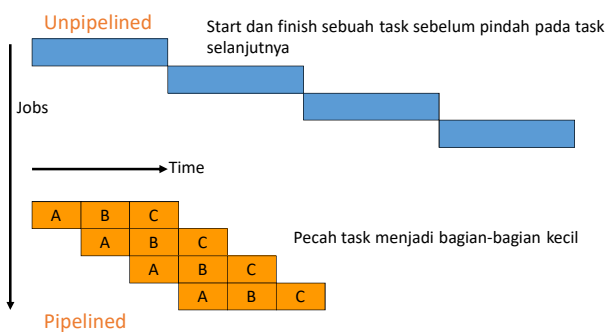 Unpipelined
Start dan finish sebuah task sebelum pindah pada task
selanjutnya
Jobs
Time
A B C
A B C
Pecah task menjadi bagian-bagian kecil
A B C
A B C
Pipelined